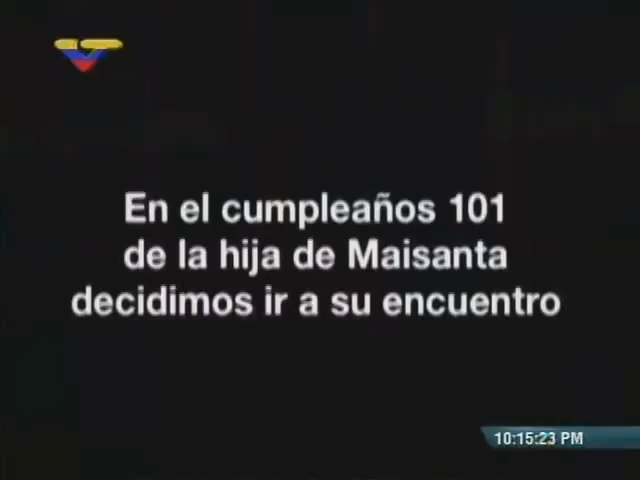 En el cumpleaños 101
de la hija de Maisanta
decidimos ir a su encuentro
10:15:23 PM